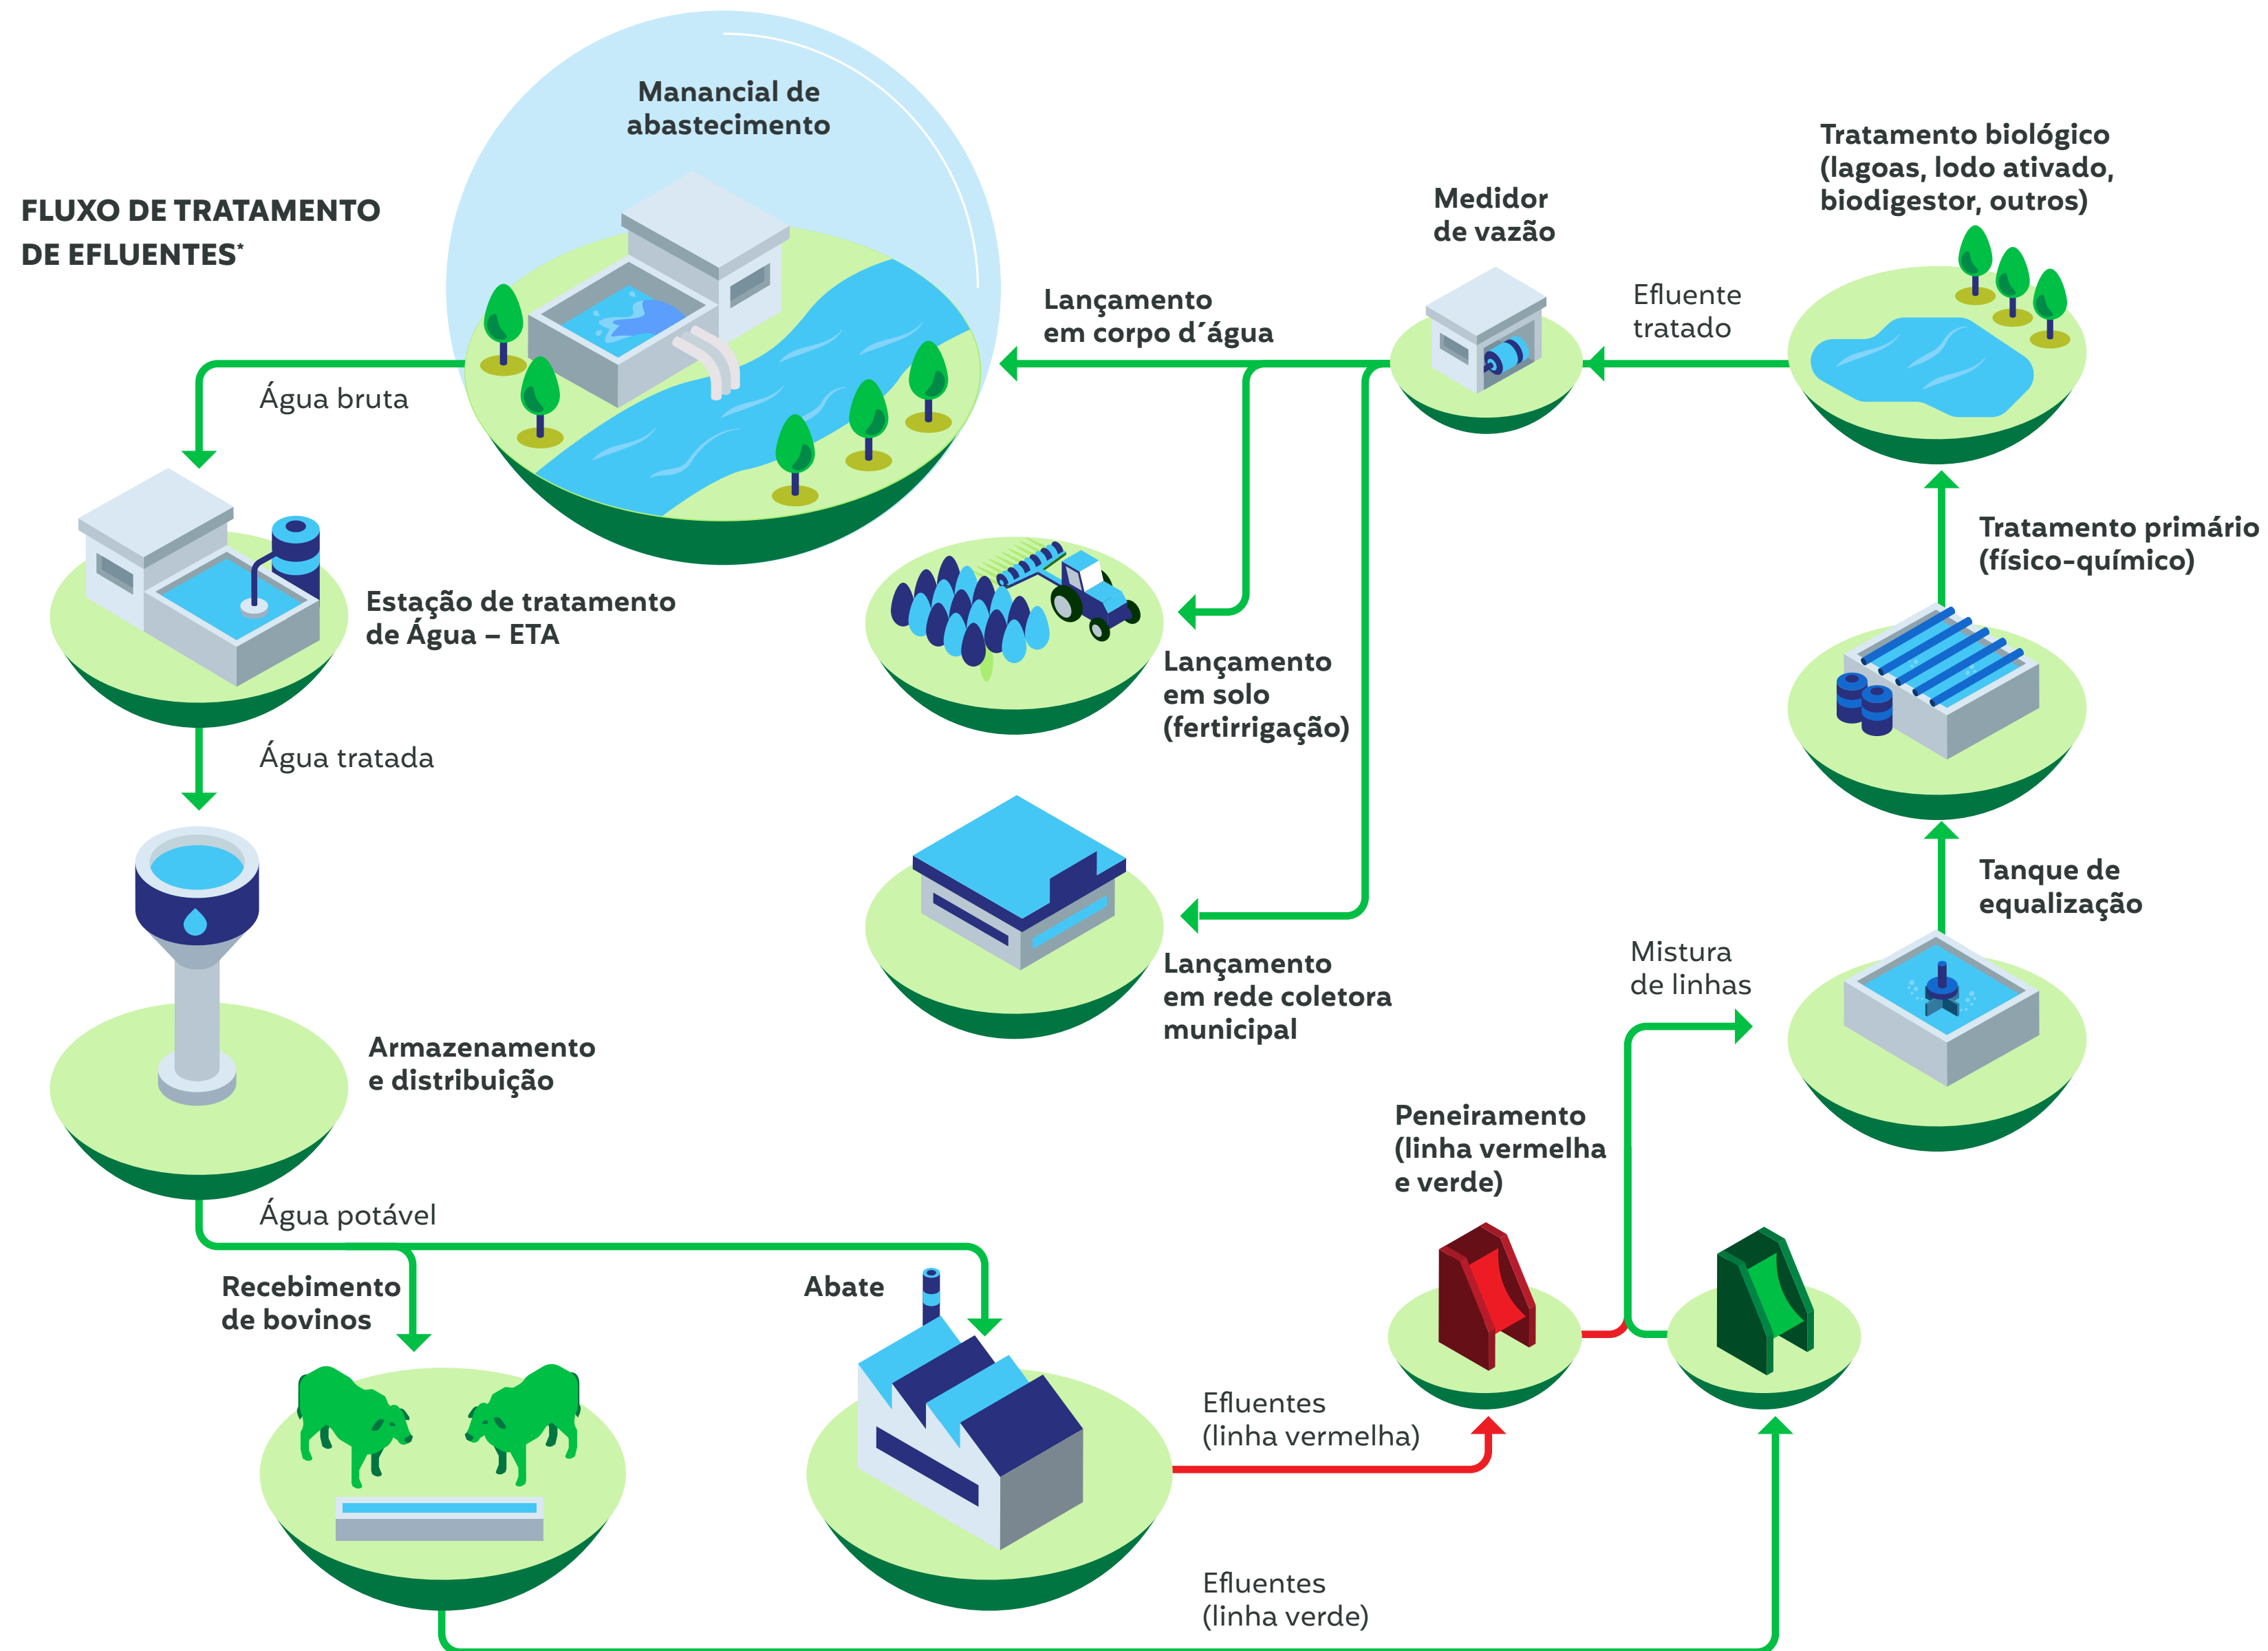 FLUXO DE TRATAMENTO
DE EFLUENTES*
Manancial de
abastecimento
Água bruta
Estação de tratamento
de Água – ETA
Água tratada
Armazenamento
e distribuição
Água potável
Recebimento
de bovinos
Abate
Efluentes
(linha vermelha)
Efluentes
(linha verde)
Peneiramento
(linha vermelha
e verde)
Mistura
de linhas
Tanque de
equalização
Tratamento primário
(físico-químico)
Tratamento biológico
(lagoas, lodo ativado,
biodigestor, outros)
Efluente
tratado
Medidor
de vazão
Lançamento
em corpo d´água
Lançamento
em solo
(fertirrigação)
Lançamento
em rede coletora
municipal